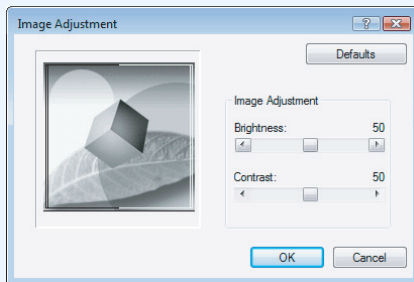 Image Adjustment
Defaults
Image Adjustment
Brightness: 50
Contrast: 50
OK Cancel